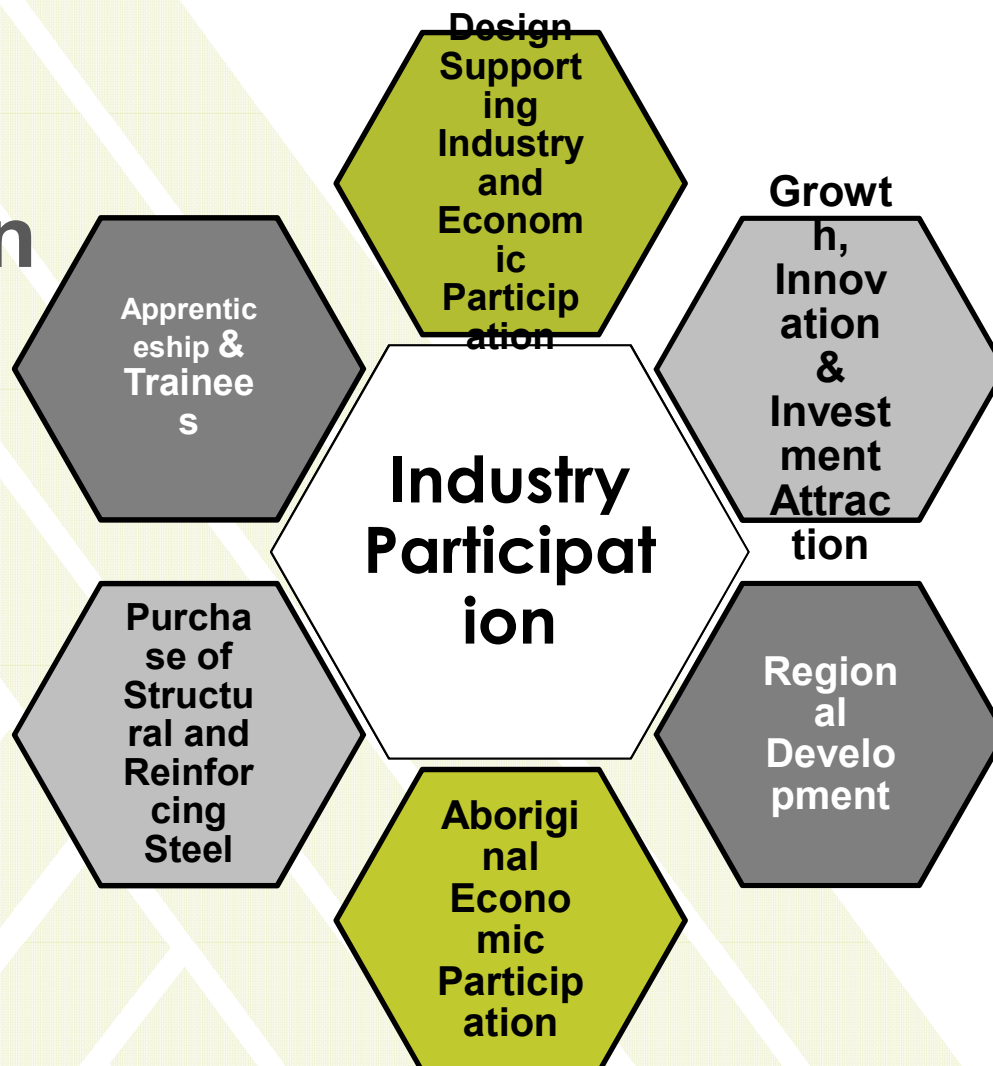 n
Design
Support
ing
Industry
and
Econom
ic
Particip
ation
Growt
h,
Innov
ation
&
Invest
ment
Attrac
tion
Apprentic
eship &
Trainee
s
Industry
Participat
ion
Purcha
se of
Structu
ral and
Reinfor
cing
Steel
Region
al
Develo
pment
Aborigi
nal
Econo
mic
Particip
ation